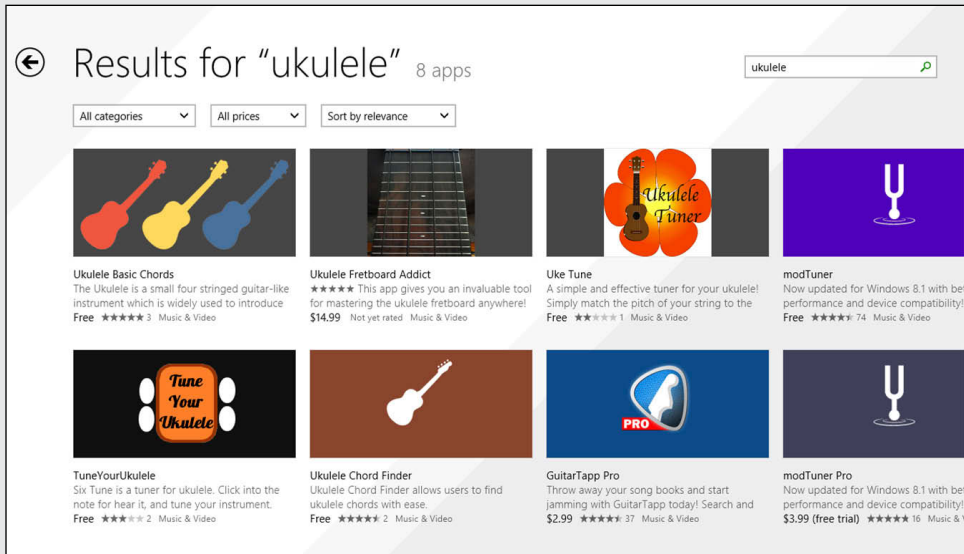 Results for “ukulele” 8 apps
ukulele
All categories
All prices
Sort by relevance
Ukulele
Tuner
Ukulele Basic Chords
The Ukulele is a small four stringed guitar-like
instrument which is widely used to introduce
Free ★★★★★ 3 Music & Video
Ukulele Fretboard Addict
★★★★★ This app gives you an invaluable tool
for mastering the ukulele fretboard anywhere!
$14.99 Not yet rated Music & Video
Uke Tune
A simple and effective tuner for your ukulele!
Simply match the pitch of your string to the
Free ★★★★★ 1 Music & Video
modTuner
Now updated for Windows 8.1 with bet
performance and device compatibility!
Free ★★★★★ 74 Music & Video
Tune
Your
Ukulele
PRO
TuneYourUkulele
Six Tune is a tuner for ukulele. Click into the
note for hear it, and tune your instrument.
Free ★★★★★ 2 Music & Video
Ukulele Chord Finder
Ukulele Chord Finder allows users to find
ukulele chords with ease.
Free ★★★★★ 2 Music & Video
GuitarTapp Pro
Throw away your song books and start
jamming with GuitarTapp today! Search and
$2.99 ★★★★★ 37 Music & Video
modTuner Pro
Now updated for Windows 8.1 with bet
performance and device compatibility!
$3.99 (free trial) ★★★★★ 16 Music &